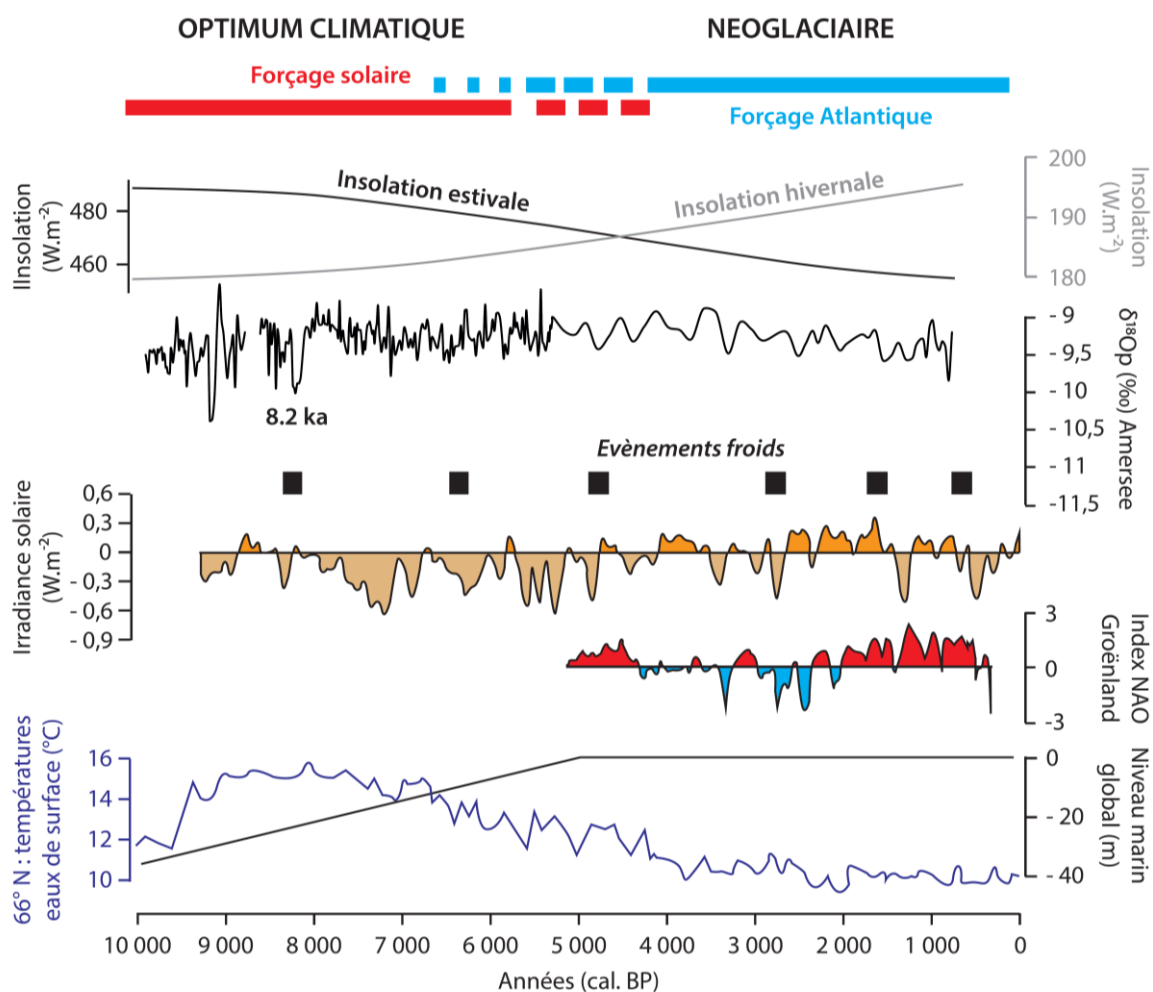 OPTIMUM CLIMATIQUE
NEOGLACIAIRE
Forçage solaire
Forçage Atlantique
IInsolation
(W.m⁻²)
480
460
Insolation estivale
Insolation hivernale
200
190
180
Insolation
(W.m⁻²)
8.2 ka
- 9
- 9,5
- 10
- 10,5
- 11
- 11,5
δ¹⁸Op (‰) Amersee
Evènements froids
Irradiance solaire
(W.m⁻²)
0,6
0,3
0
- 0,3
- 0,6
- 0,9
3
0
-3
Index NAO
Groënland
66° N : températures
eaux de surface (°C)
16
14
12
10
0
- 20
- 40
Niveau marin
global (m)
10 000 9 000 8 000 7 000 6 000 5 000 4 000 3 000 2 000 1 000 0
Années (cal. BP)